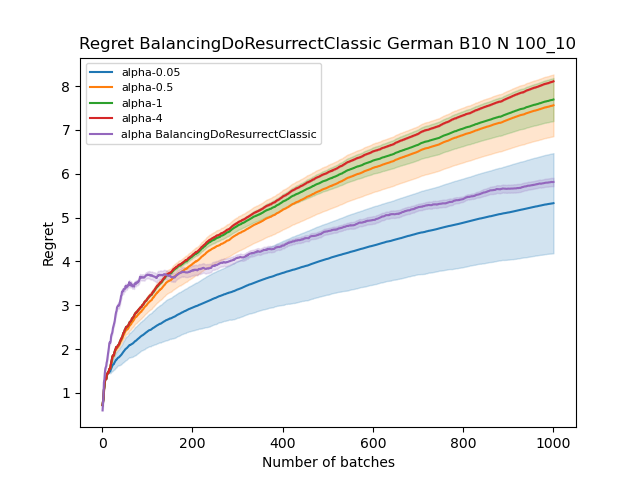 Regret BalancingDoResurrectClassic German B10 N 100_10
alpha-0.05
alpha-0.5
alpha-1
alpha-4
alpha BalancingDoResurrectClassic
Regret
8
7
6
5
4
3
2
1
0
200
400
600
800
1000
Number of batches